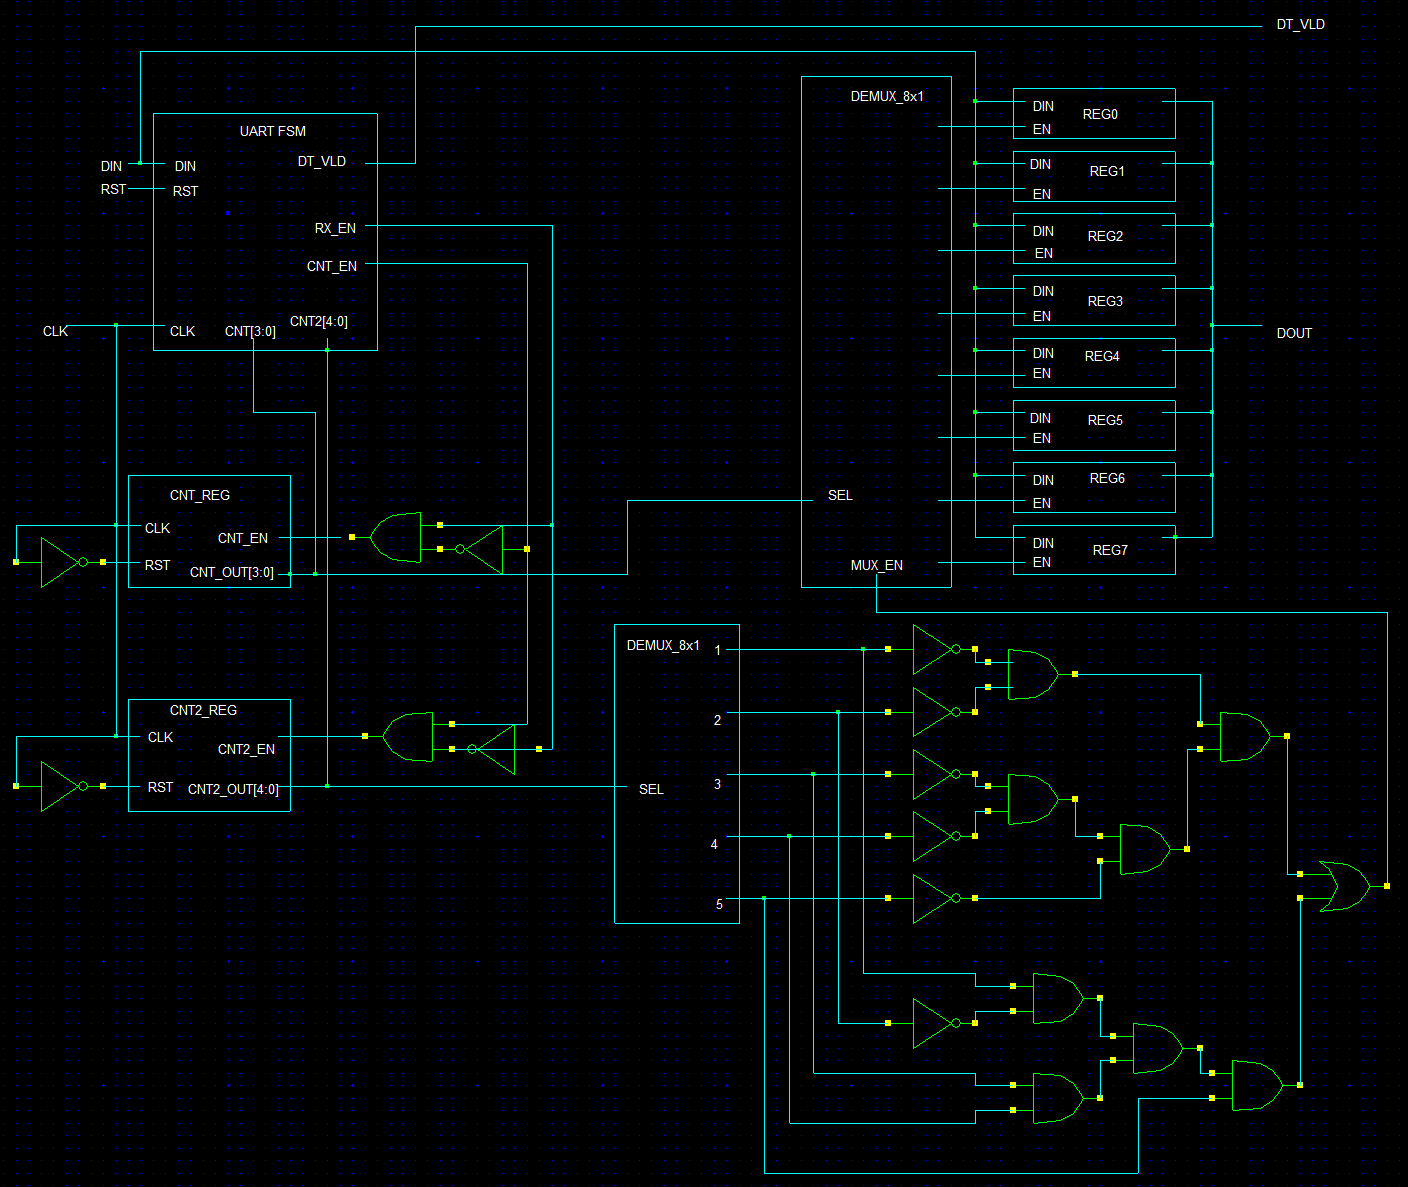 DT_VLD
DEMUX_8x1
UART FSM
DT_VLD
DIN
DIN
RST
RST
RX_EN
CNT_EN
CLK
CLK
CNT[3:0]
CNT2[4:0]
DIN
REG0
EN
DIN
REG1
EN
DIN
REG2
EN
DIN
REG3
EN
DOUT
DIN
REG4
EN
DIN
REG5
EN
DIN
REG6
EN
DIN
REG7
EN
SEL
MUX_EN
CNT_REG
CLK
CNT_EN
RST
CNT_OUT[3:0]
CNT2_REG
CLK
CNT2_EN
RST
CNT2_OUT[4:0]
DEMUX_8x1
1
2
SEL
3
4
5